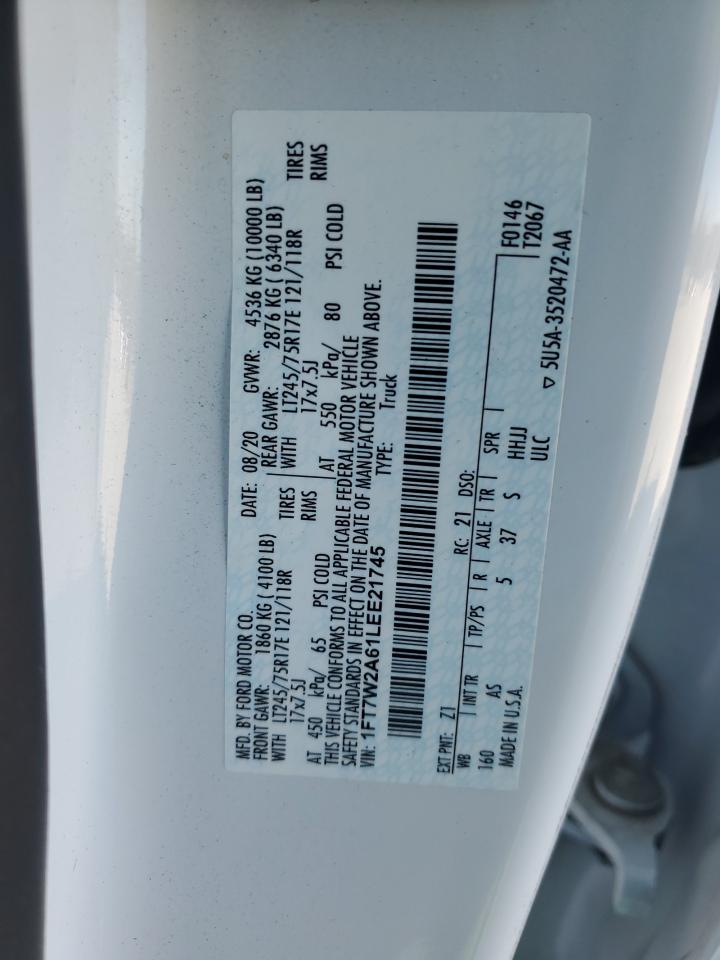 MFD. BY FORD MOTOR CO.
DATE: 08/20 GVWR: 4536 KG (10000 LB)
FRONT GAWR: 1860 KG ( 4100 LB)
REAR GAWR: 2876 KG ( 6340 LB)
WITH LT245/75R17E 121/118R TIRES
WITH LT245/75R17E 121/118R TIRES
17x7.5J RIMS
17x7.5J RIMS
AT 450 kPa/ 65 PSI COLD
AT 550 kPa/ 80 PSI COLD
THIS VEHICLE CONFORMS TO ALL APPLICABLE FEDERAL MOTOR VEHICLE
SAFETY STANDARDS IN EFFECT ON THE DATE OF MANUFACTURE SHOWN ABOVE.
VIN: 1FT7W2A61LEE21745
TYPE: Truck
EXT PNT: Z1 RC: 21 DSO:
WB INT TR TP/PS R AXLE TR SPR
F0146
T2067
160 AS 5 37 S HHJJ
MADE IN U.S.A. ULC
▽ 5U5A-3520472-AA